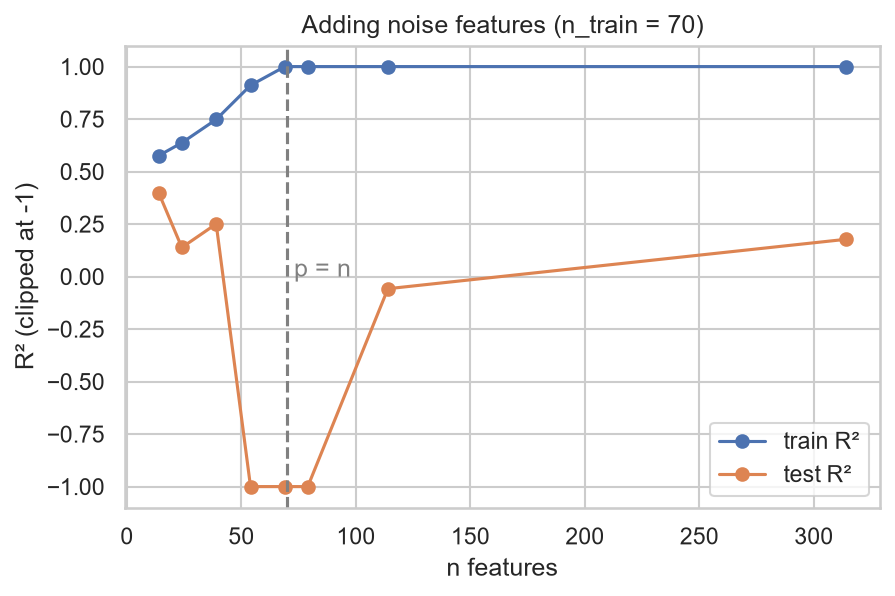 Adding noise features (n_train = 70)
1.00
0.75
0.50
0.25
0.00
−0.25
−0.50
−0.75
−1.00
R² (clipped at -1)
p = n
train R²
test R²
0 50 100 150 200 250 300
n features